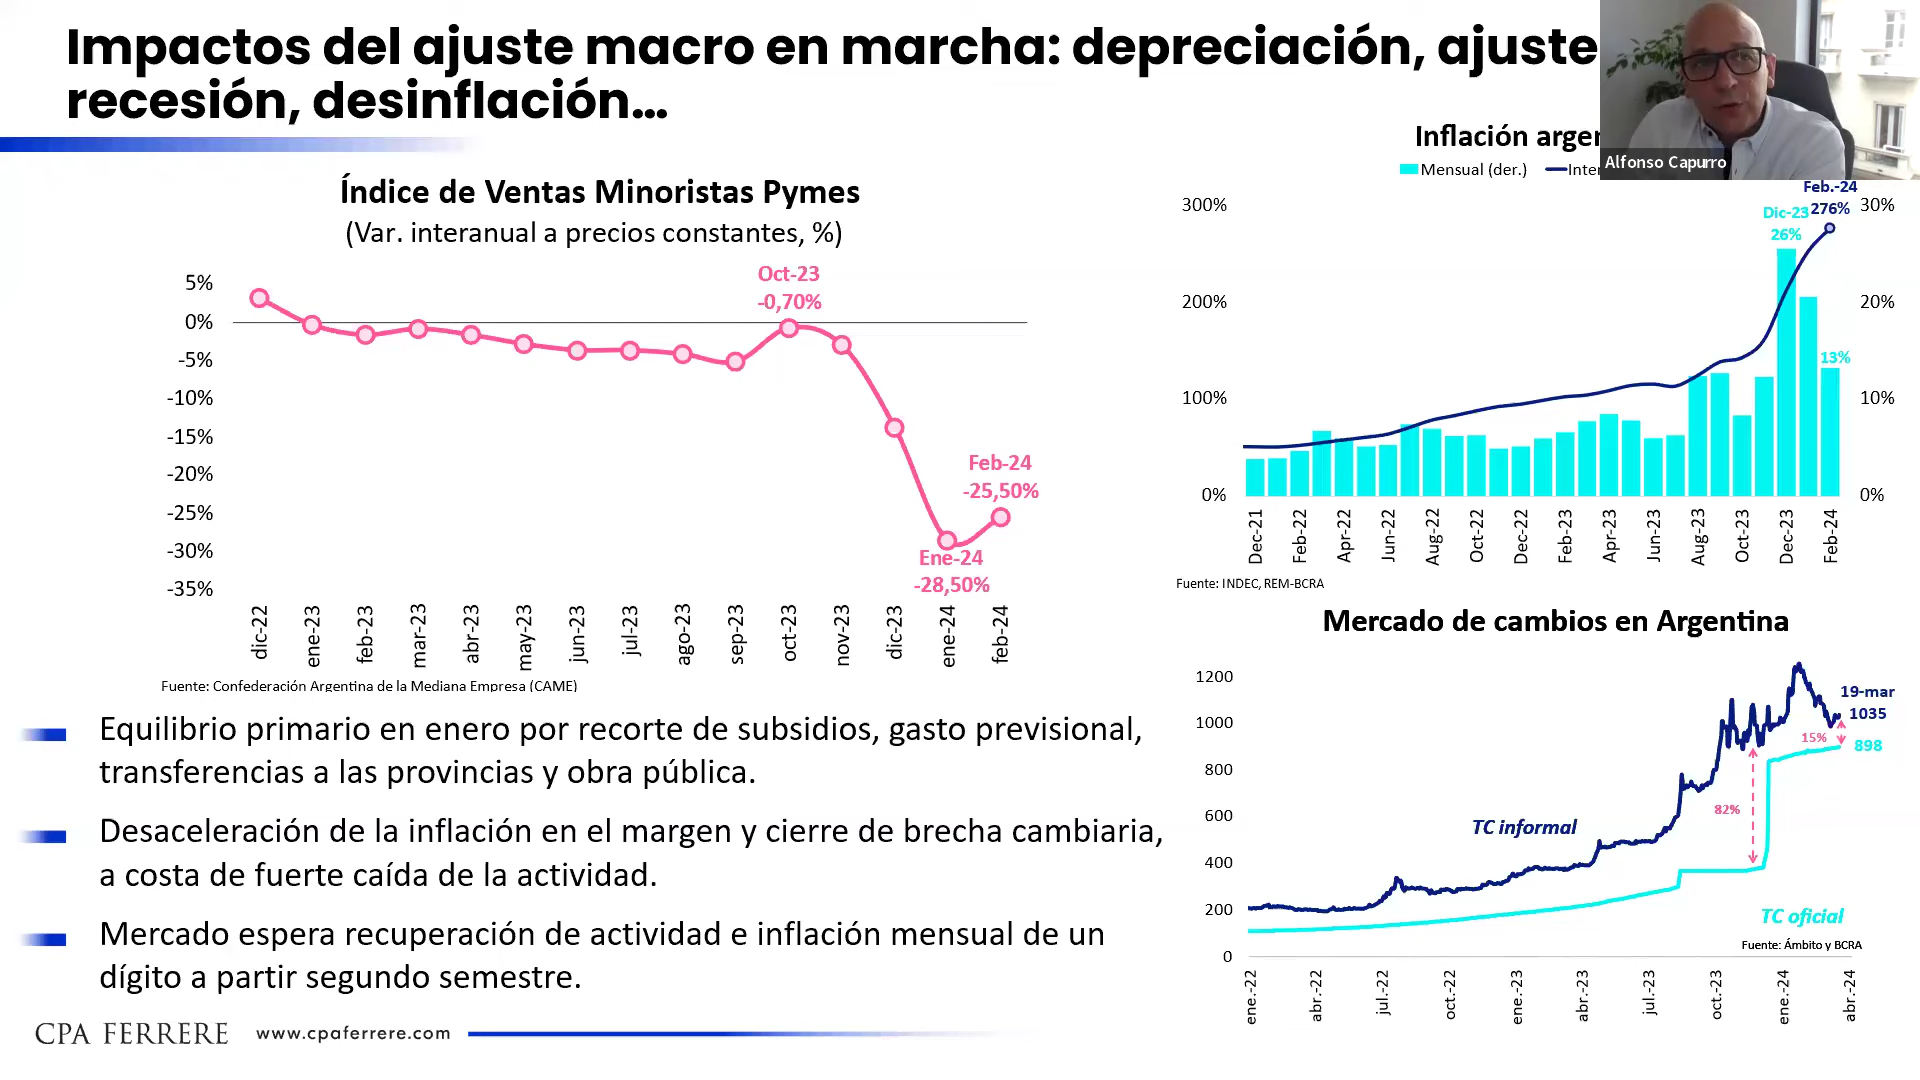 Impactos del ajuste macro en marcha: depreciación, ajuste
recesión, desinflación...
Alfonso Capurro
Índice de Ventas Minoristas Pymes
(Var. interanual a precios constantes, %)
5%
0%
-5%
-10%
-15%
-20%
-25%
-30%
-35%
Oct-23
-0,70%
Feb-24
-25,50%
Ene-24
-28,50%
dic-22
ene-23
feb-23
mar-23
abr-23
may-23
jun-23
jul-23
ago-23
sep-23
oct-23
nov-23
dic-23
ene-24
feb-24
Fuente: Confederación Argentina de la Mediana Empresa (CAME)
Inflación
Mensual (der.)
300%
200%
100%
0%
Feb.-24
276%
Dic-23
26%
13%
30%
20%
10%
0%
Dec-21
Feb-22
Apr-22
Jun-22
Aug-22
Oct-22
Dec-22
Feb-23
Apr-23
Jun-23
Aug-23
Oct-23
Dec-23
Feb-24
Fuente: INDEC, REM-BCRA
Mercado de cambios en Argentina
1200
1000
800
600
400
200
0
19-mar
1035
15%
898
82%
TC informal
TC oficial
Fuente: Ámbito y BCRA
ene.-22
abr.-22
jul.-22
oct.-22
ene.-23
abr.-23
jul.-23
oct.-23
ene.-24
abr.-24
Equilibrio primario en enero por recorte de subsidios, gasto previsional,
transferencias a las provincias y obra pública.
Desaceleración de la inflación en el margen y cierre de brecha cambiaria,
a costa de fuerte caída de la actividad.
Mercado espera recuperación de actividad e inflación mensual de un
dígito a partir segundo semestre.
CPA FERRERE
www.cpaferrere.com